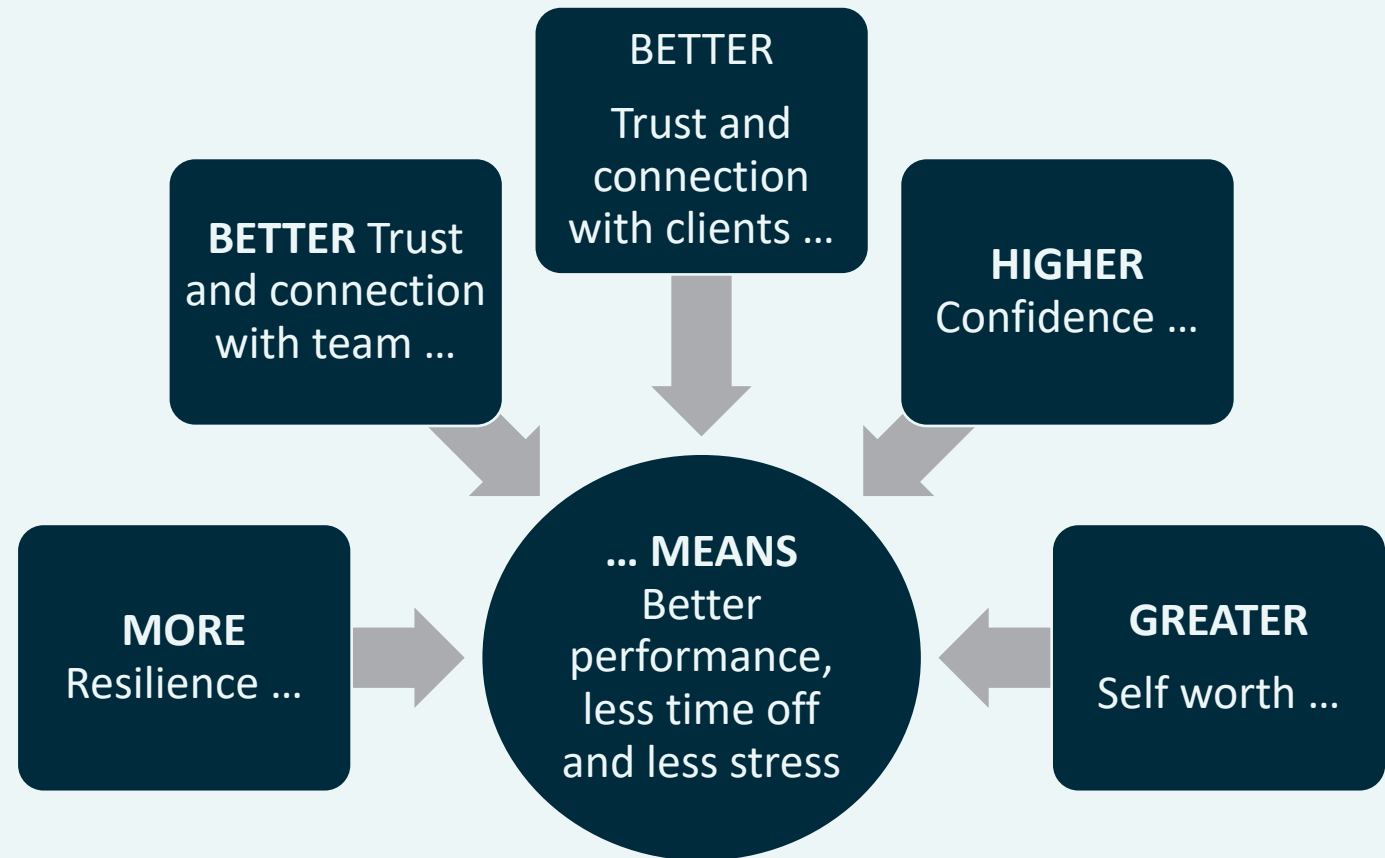 MORE
Resilience …
BETTER Trust
and connection
with team …
BETTER
Trust and
connection
with clients …
HIGHER
Confidence …
GREATER
Self worth …
… MEANS
Better
performance,
less time off
and less stress